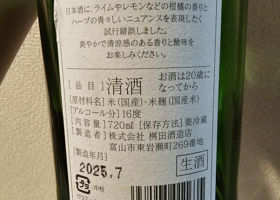 日本酒に、ライムやレモンなどの柑橘の香りと
ハーブの青々しいニュアンスを表現したく
試行錯誤しました。
爽やかで清涼感のある香りと酸味を
お楽しみください。
[品目]清酒 お酒は20歳に
なってから
[原材料名]米(国産)・米麹(国産米)
[アルコール分]16度
[内容量]720ml [保存方法]要冷蔵
[製造者]株式会社 桝田酒造店
富山市東岩瀬町269番地
[製造年月]
2025.7
生酒